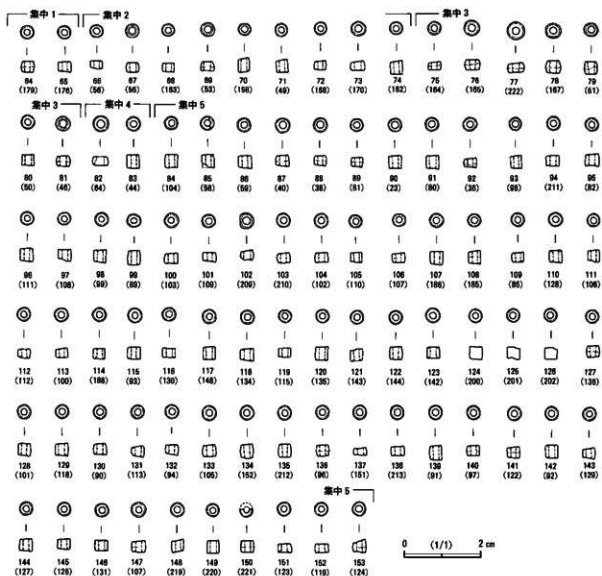 集中 1 集中 2 集中 3
64 65 66 67 68 69 70 71 72 73 74 75 76 77 78 79
(179) (176) (56) (55) (183) (53) (158) (49) (168) (170) (162) (164) (165) (222) (167) (61)
集中 3 集中 4 集中 5
80 81 82 83 84 85 86 87 88 89 90 91 92 93 94 95
(50) (46) (64) (44) (104) (58) (59) (40) (38) (81) (23) (80) (36) (98) (211) (82)
96 97 98 99 100 101 102 103 104 105 106 107 108 109 110 111
(111) (108) (99) (89) (103) (109) (209) (210) (102) (110) (107) (186) (185) (85) (128) (106)
112 113 114 115 116 117 118 119 120 121 122 123 124 125 126 127
(112) (100) (188) (93) (130) (148) (134) (115) (135) (143) (144) (142) (200) (201) (202) (138)
128 129 130 131 132 133 134 135 136 137 138 139 140 141 142 143
(101) (118) (90) (113) (94) (105) (152) (212) (96) (151) (213) (91) (97) (122) (92) (129)
集中 5
144 145 146 147 148 149 150 151 152 153
(127) (126) (131) (107) (219) (220) (221) (123) (119) (124)
0 (1/1) 2 cm